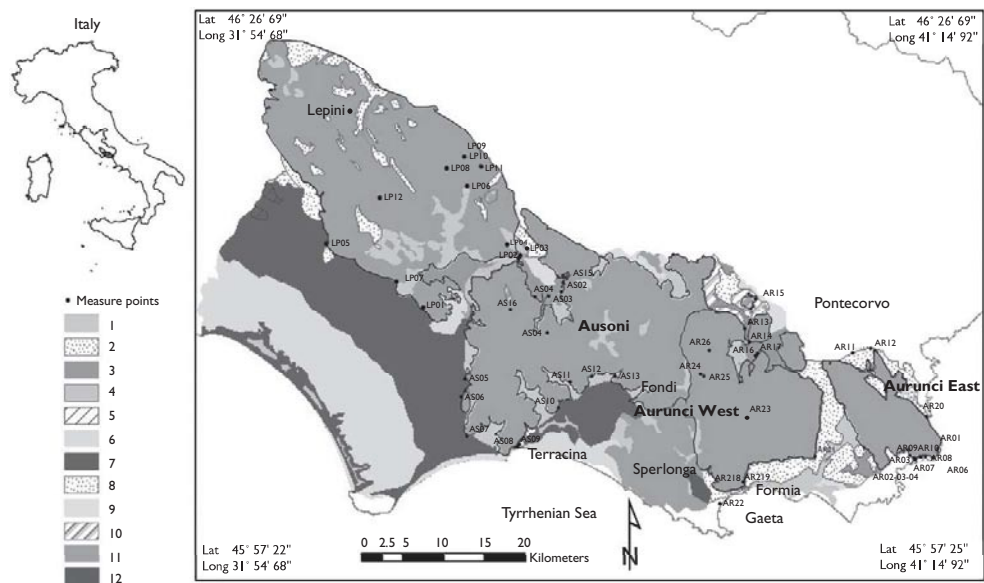 Italy
Measure points
1
2
3
4
5
6
7
8
9
10
11
12
Lat 46° 26' 69"
Long 31° 54' 68"
Lat 46° 26' 69"
Long 41° 14' 92"
Lepini
LP09
LP10
LP08
LP11
LP06
LP12
LP05
LP04
LP03
LP02
LP07
LP01
AS15
AS02
AS04
AS03
AS16
AS04
Ausoni
AR15
Pontecorvo
AR13
AR14
AR16
AR17
AR26
AR11
AR12
AR24
AR25
AS11
AS12
AS13
AS05
AS06
AS10
Fondi
Aurunci West
Aurunci East
AR23
AR20
AS07
AS08
AS09
Terracina
AR01
AR09
AR10
AR21
AR03
AR08
AR07
AR06
AR02-03-04
Sperlonga
AR218
AR219
Formia
AR22
Gaeta
Tyrrhenian Sea
N
Lat 45° 57' 22"
Long 31° 54' 68"
0 2.5 5 10 15 20
Kilometers
Lat 45° 57' 25"
Long 41° 14' 92"